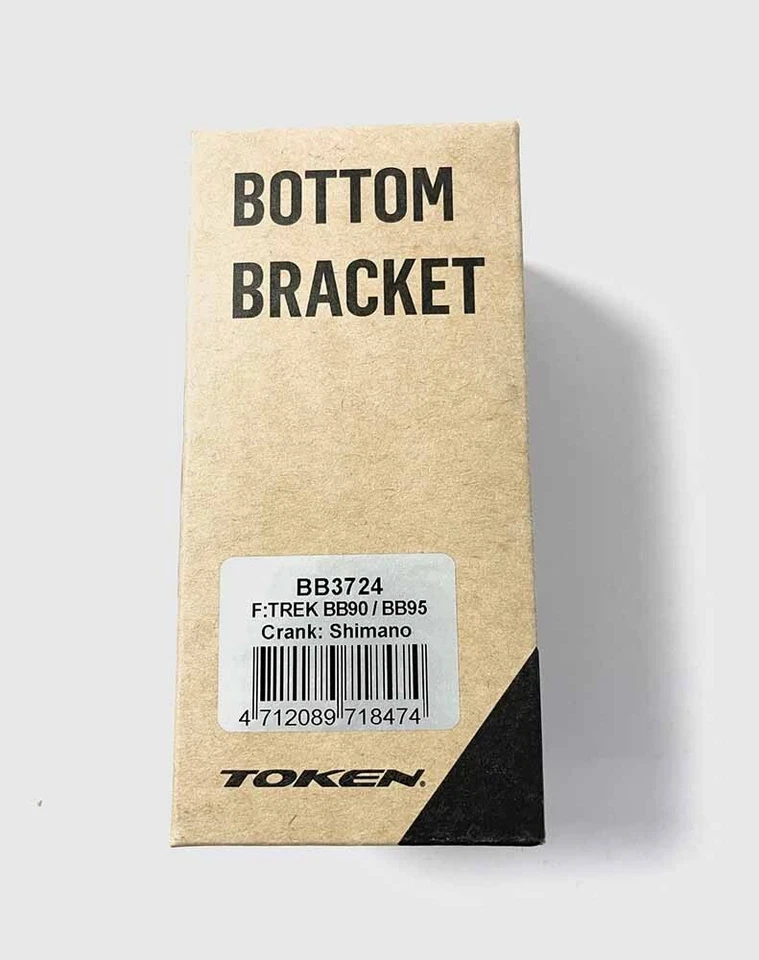 BOTTOM
BRACKET
BB3724
F:TREK BB90 / BB95
Crank: Shimano
4 712089 718474
TOKEN®